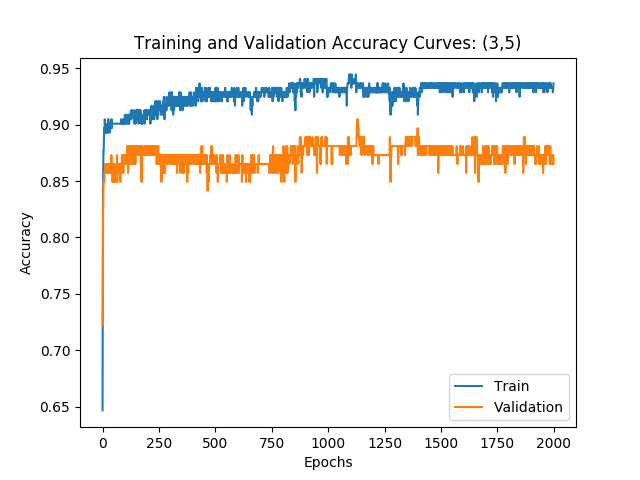 Training and Validation Accuracy Curves: (3,5)
0.95
0.90
0.85
0.80
0.75
0.70
0.65
Accuracy
0 250 500 750 1000 1250 1500 1750 2000
Epochs
Train
Validation